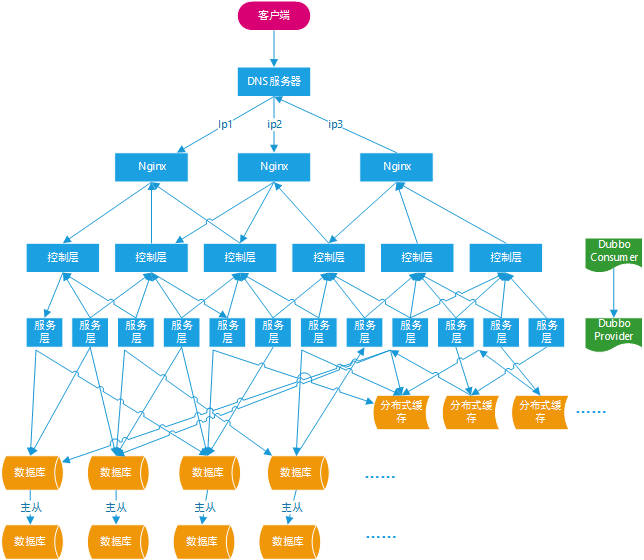 客户端
DNS 服务器
Ip1
ip2
ip3
Nginx
Nginx
Nginx
控制层
控制层
控制层
控制层
控制层
控制层
Dubbo
Consumer
服务
层
服务
层
服务
层
服务
层
服务
层
服务
层
服务
层
服务
层
服务
层
服务
层
服务
层
服务
层
Dubbo
Provider
分布式缓
存
分布式缓
存
分布式缓
存
……
数据库
数据库
数据库
数据库
……
主从
主从
主从
主从
数据库
数据库
数据库
数据库
……